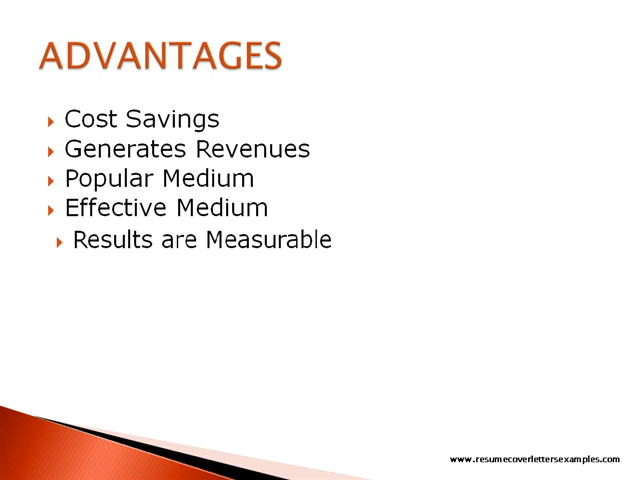 ADVANTAGES
Cost Savings
Generates Revenues
Popular Medium
Effective Medium
Results are Measurable
www.resumecoverlettersexamples.com